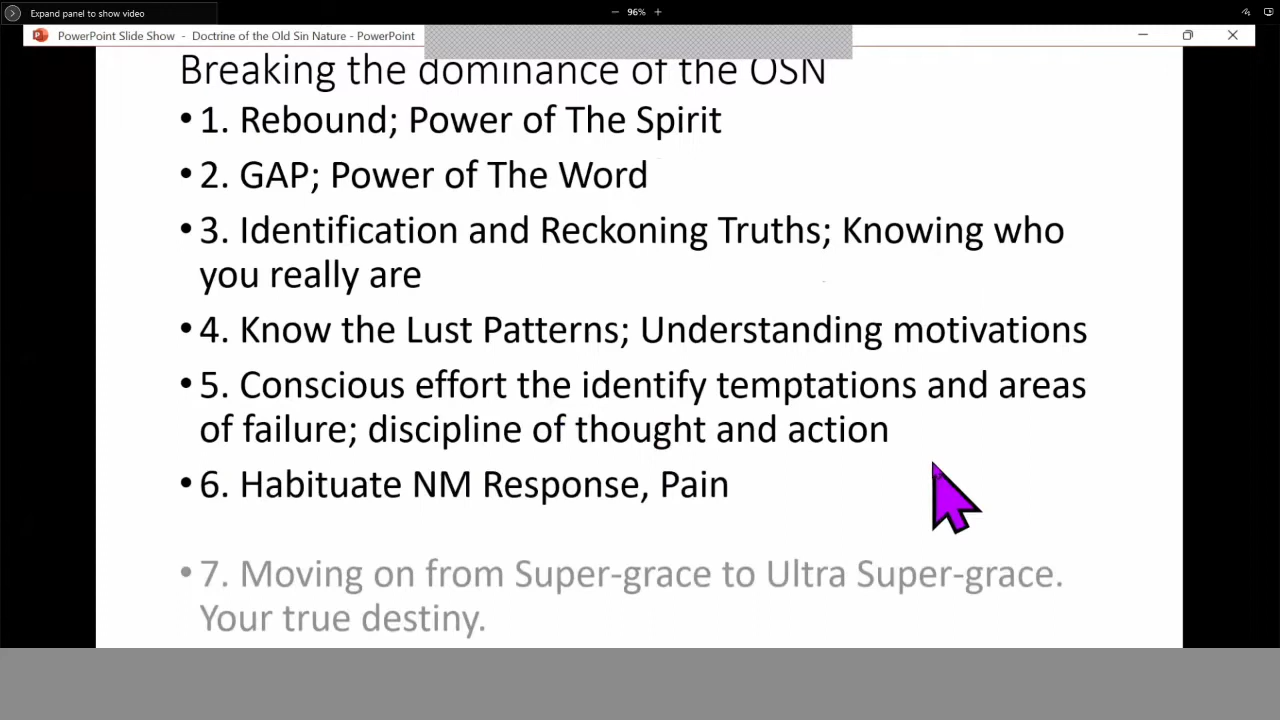 Expand panel to show video
96%
PowerPoint Slide Show - Doctrine of the Old Sin Nature - PowerPoint
Breaking the dominance of the OSN
• 1. Rebound; Power of The Spirit
• 2. GAP; Power of The Word
• 3. Identification and Reckoning Truths; Knowing who
you really are
• 4. Know the Lust Patterns; Understanding motivations
• 5. Conscious effort the identify temptations and areas
of failure; discipline of thought and action
• 6. Habituate NM Response, Pain
• 7. Moving on from Super-grace to Ultra Super-grace.
Your true destiny.